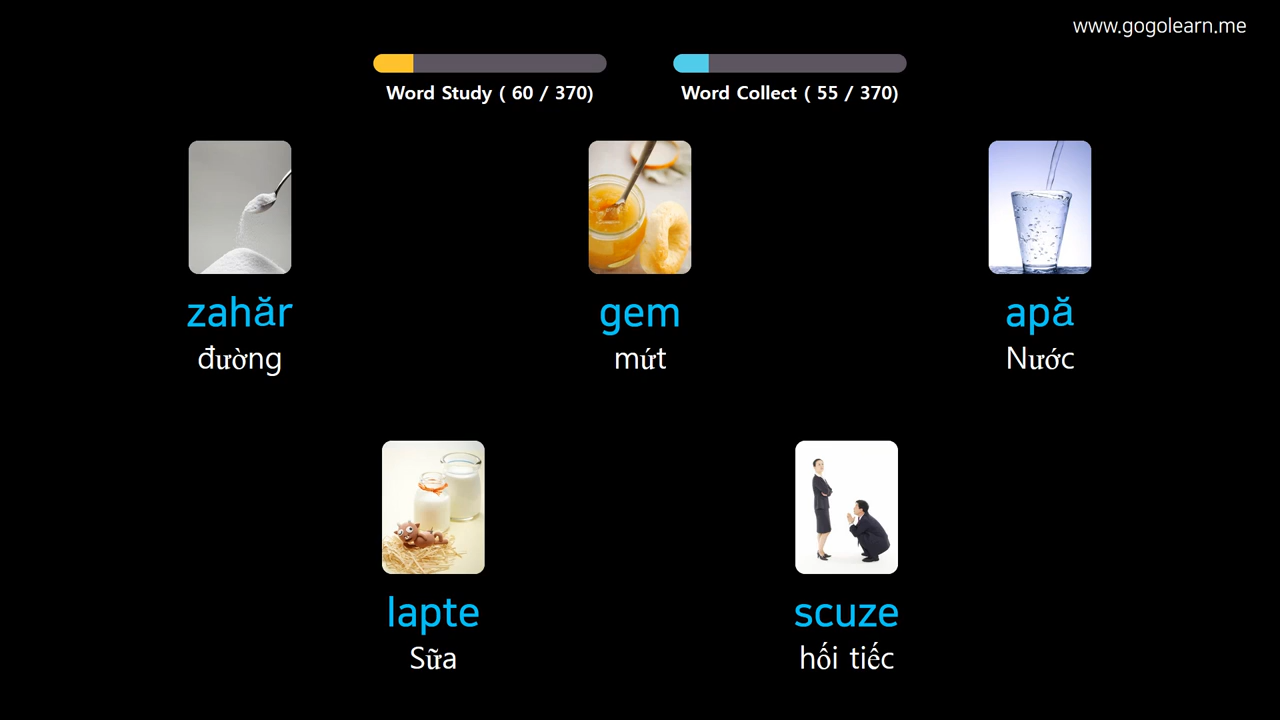 www.gogolearn.me
Word Study ( 60 / 370)
Word Collect ( 55 / 370)
zahăr
đường
gem
mứt
apă
Nước
lapte
Sữa
scuze
hối tiếc